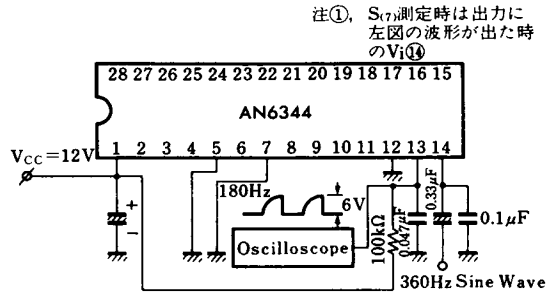 注①, S(7)測定時は出力に
左図の波形が出た時
のVi⑭
28 27 26 25 24 23 22 21 20 19 18 17 16 15
AN6344
1 2 3 4 5 6 7 8 9 10 11 12 13 14
VCC=12V
+
−
180Hz
6V
Oscilloscope
100kΩ
0.047μF
0.33μF
0.1μF
360Hz Sine Wave